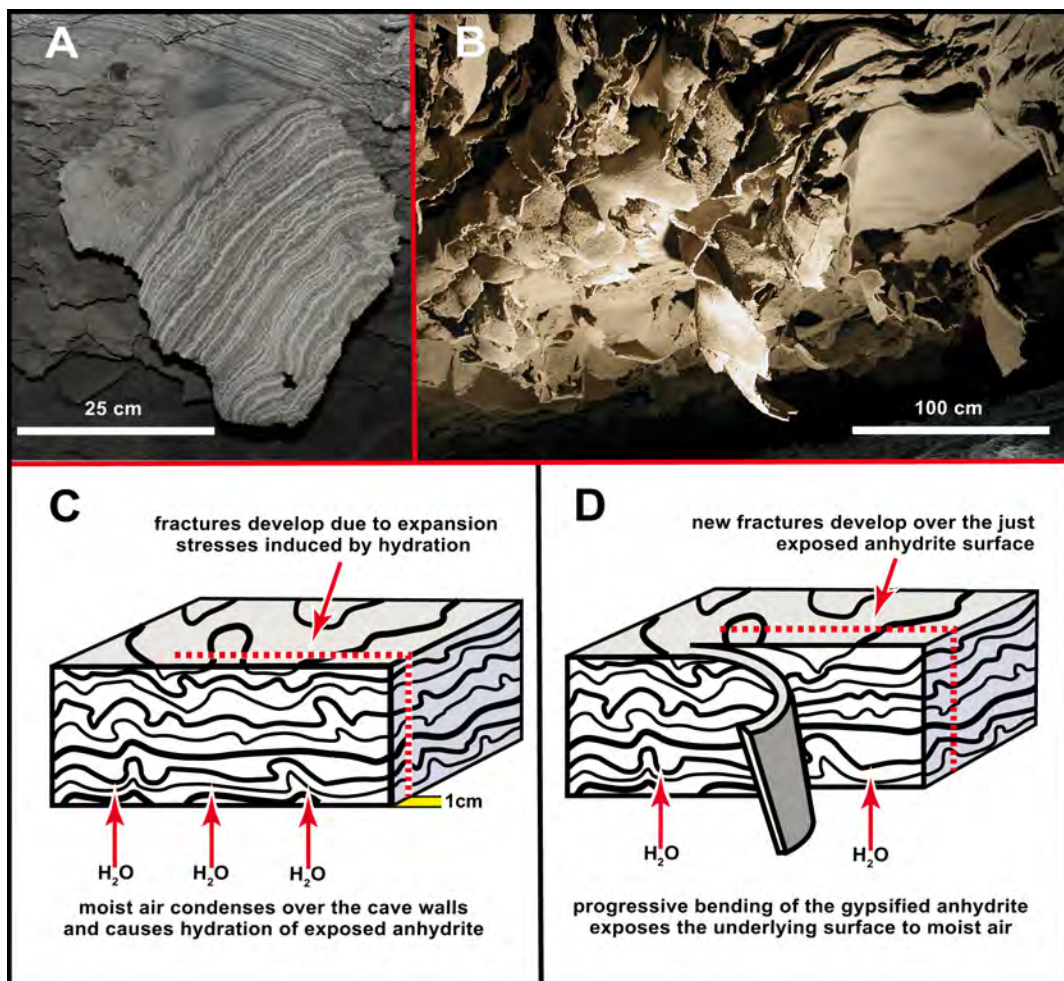 A
25 cm
B
100 cm
C
fractures develop due to expansion
stresses induced by hydration
1cm
H₂O
H₂O
H₂O
moist air condenses over the cave walls
and causes hydration of exposed anhydrite
D
new fractures develop over the just
exposed anhydrite surface
H₂O
H₂O
progressive bending of the gypsified anhydrite
exposes the underlying surface to moist air